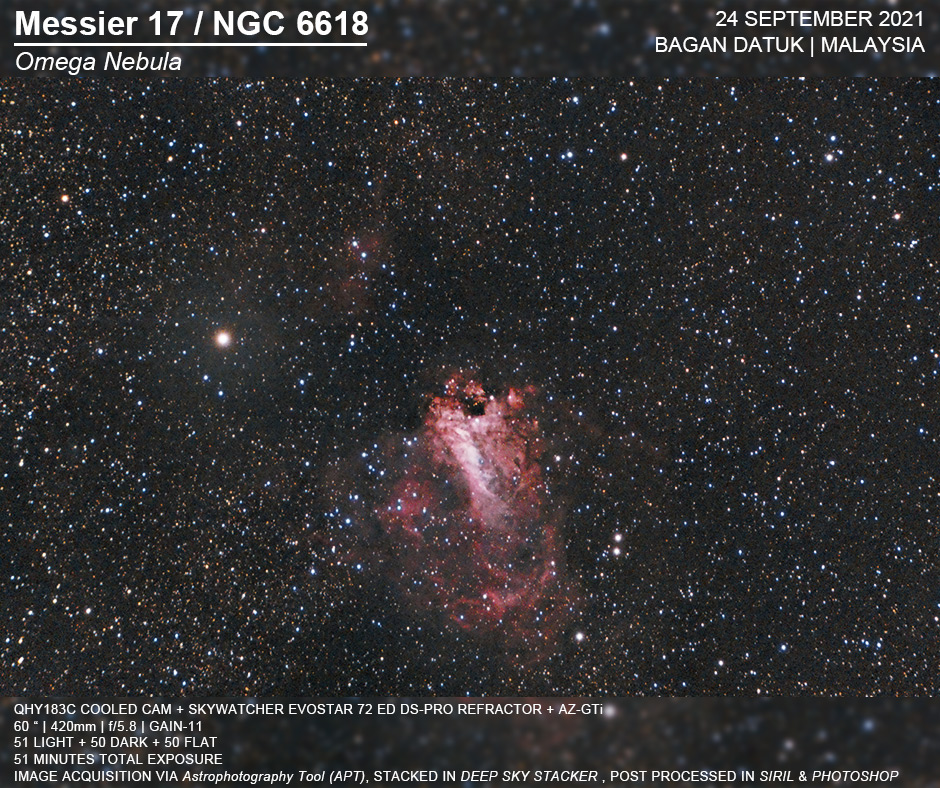 Messier 17 / NGC 6618
Omega Nebula
24 SEPTEMBER 2021
BAGAN DATUK | MALAYSIA
QHY183C COOLED CAM + SKYWATCHER EVOSTAR 72 ED DS-PRO REFRACTOR + AZ-GTi
60 “ | 420mm | f/5.8 | GAIN-11
51 LIGHT + 50 DARK + 50 FLAT
51 MINUTES TOTAL EXPOSURE
IMAGE ACQUISITION VIA Astrophotography Tool (APT), STACKED IN DEEP SKY STACKER , POST PROCESSED IN SIRIL & PHOTOSHOP